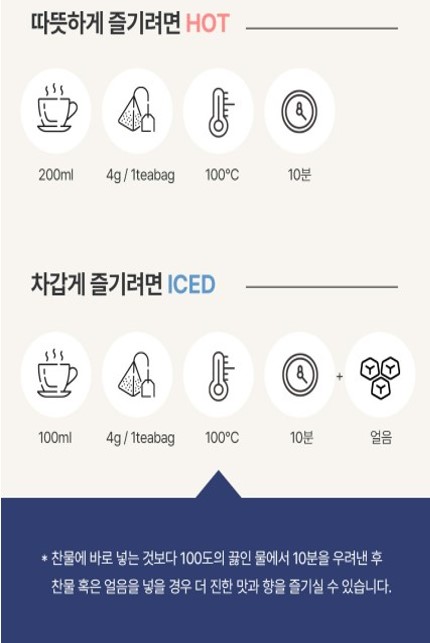 따뜻하게 즐기려면 HOT
200ml 4g / 1teabag 100℃ 10분
차갑게 즐기려면 ICED
+
100ml 4g / 1teabag 100℃ 10분 얼음
* 찬물에 바로 넣는 것보다 100도의 끓인 물에서 10분을 우려낸 후
찬물 혹은 얼음을 넣을 경우 더 진한 맛과 향을 즐기실 수 있습니다.